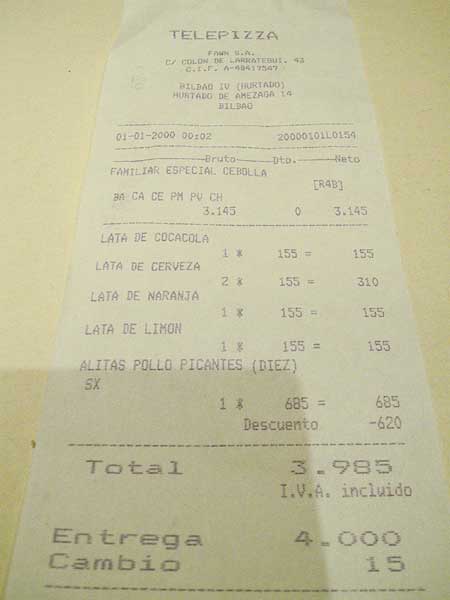 TELEPIZZA
FAWN S.A.
C/ COLON DE LARRATEGUI, 43
C.I.F. A-48417547
BILBAO IV (HURTADO)
HURTADO DE AMEZAGA 14
BILBAO
01-01-2000 00:02 20000101L0154
Bruto Dto. Neto
FAMILIAR ESPECIAL CEBOLLA
[R4B]
BA CA CE PM PV CH
3.145 0 3.145
LATA DE COCACOLA
1 * 155 = 155
LATA DE CERVEZA
2 * 155 = 310
LATA DE NARANJA
1 * 155 = 155
LATA DE LIMON
1 * 155 = 155
ALITAS POLLO PICANTES (DIEZ)
SX
1 * 685 = 685
Descuento -620
Total 3.985
I.V.A. incluido
Entrega 4.000
Cambio 15